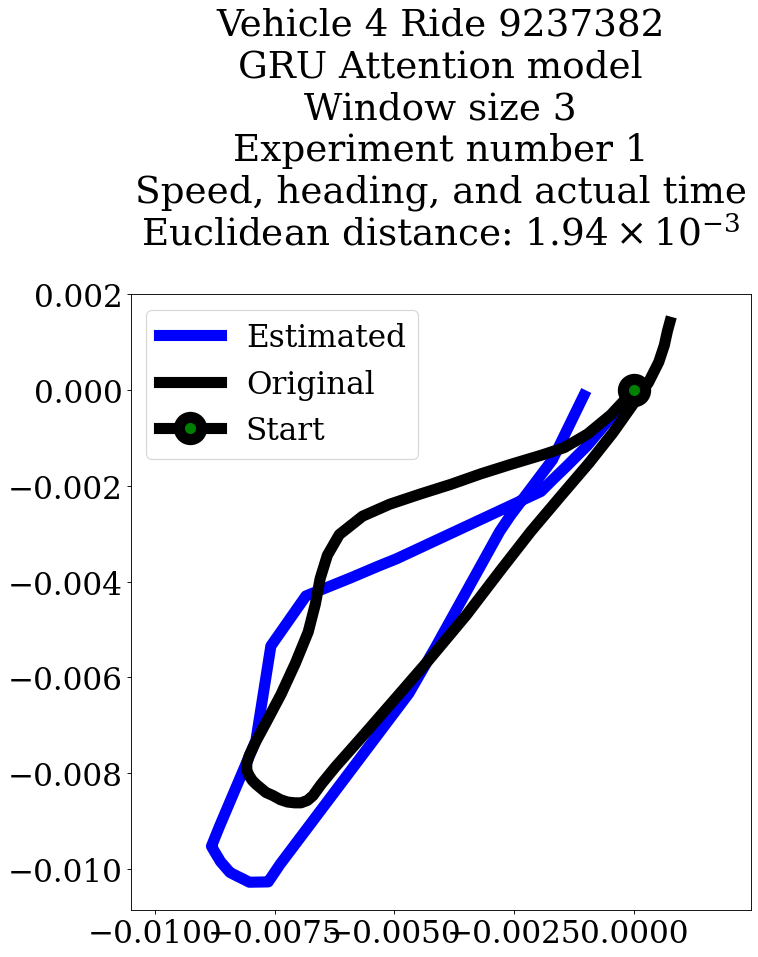 Vehicle 4 Ride 9237382
GRU Attention model
Window size 3
Experiment number 1
Speed, heading, and actual time
Euclidean distance: 1.94 × 10⁻³
Estimated
Original
Start
0.002
0.000
−0.002
−0.004
−0.006
−0.008
−0.010
−0.0100 −0.0075 −0.0050 −0.0025 0.0000